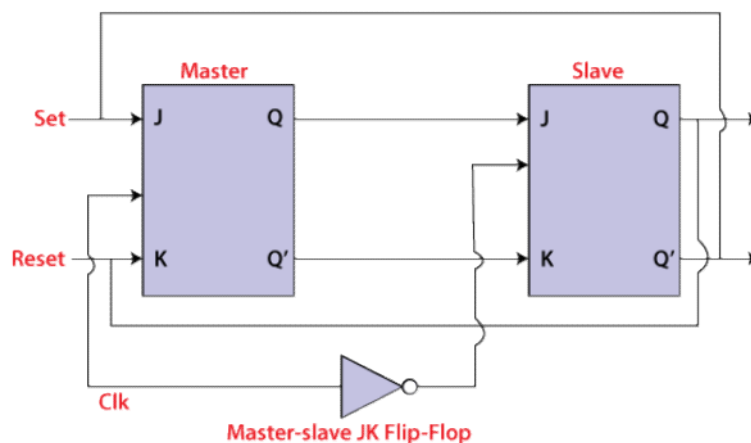 Master
Slave
Set
J
Q
J
Q
Reset
K
Q'
K
Q'
Clk
Master-slave JK Flip-Flop